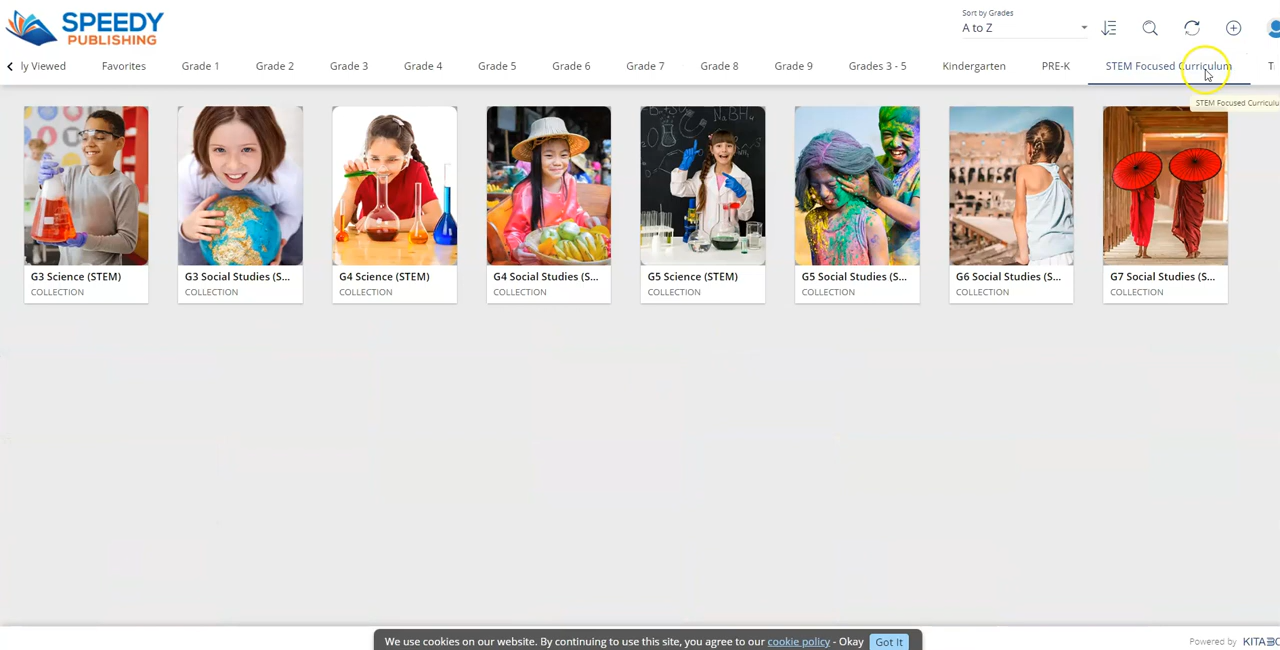 SPEEDY
PUBLISHING
Sort by Grades
A to Z
ly Viewed Favorites Grade 1 Grade 2 Grade 3 Grade 4 Grade 5 Grade 6 Grade 7 Grade 8 Grade 9 Grades 3 - 5 Kindergarten PRE-K STEM Focused Curriculum T
STEM Focused Curriculu
NaBH
G3 Science (STEM)
COLLECTION
G3 Social Studies (S...
COLLECTION
G4 Science (STEM)
COLLECTION
G4 Social Studies (S...
COLLECTION
G5 Science (STEM)
COLLECTION
G5 Social Studies (S...
COLLECTION
G6 Social Studies (S...
COLLECTION
G7 Social Studies (S...
COLLECTION
We use cookies on our website. By continuing to use this site, you agree to our cookie policy - Okay Got It
Powered by KITABO